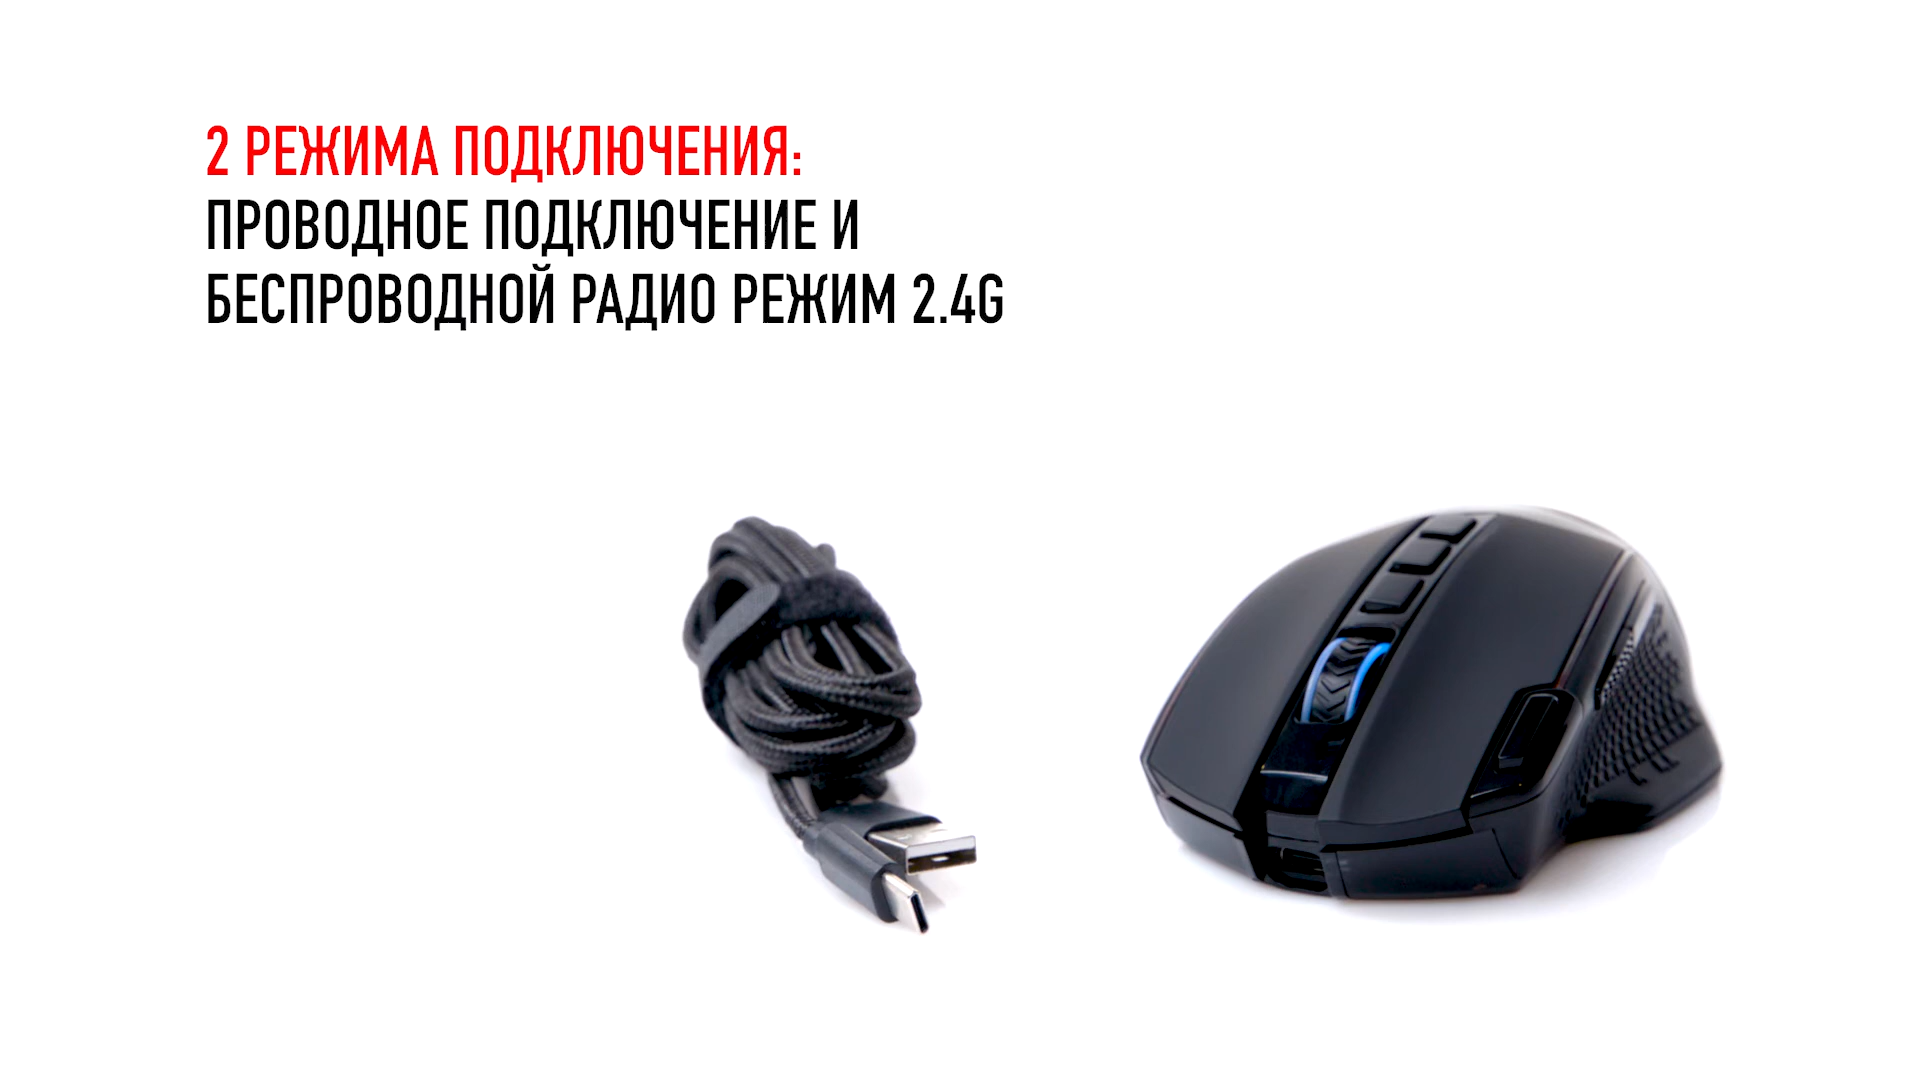 2 РЕЖИМА ПОДКЛЮЧЕНИЯ:
ПРОВОДНОЕ ПОДКЛЮЧЕНИЕ И
БЕСПРОВОДНОЙ РАДИО РЕЖИМ 2.4G